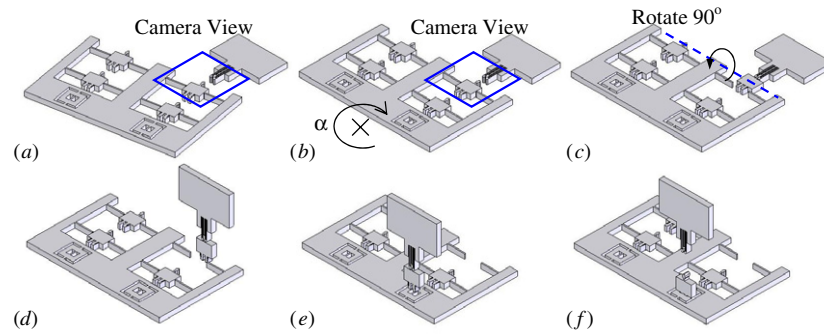 Camera View
Camera View
Rotate 90°
α
(a)
(b)
(c)
(d)
(e)
(f)